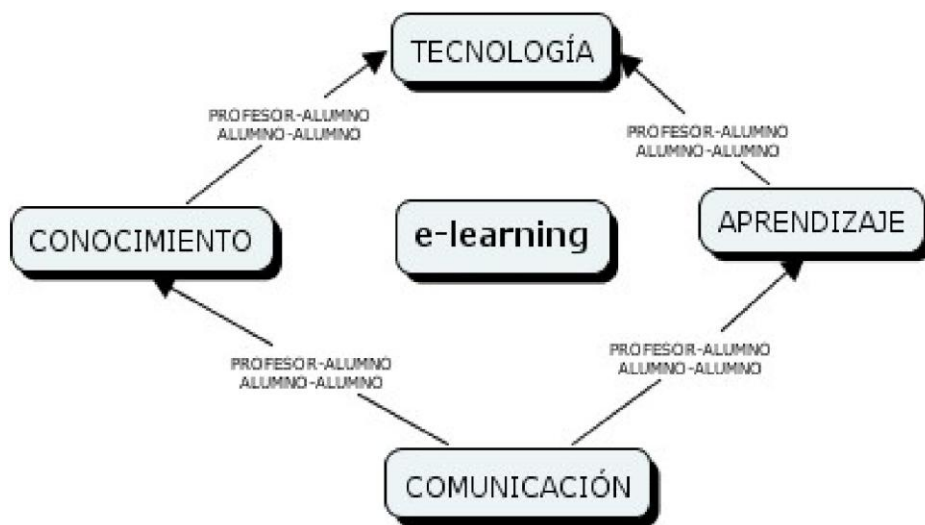 TECNOLOGÍA
PROFESOR-ALUMNO
ALUMNO-ALUMNO
PROFESOR-ALUMNO
ALUMNO-ALUMNO
CONOCIMIENTO
e-learning
APRENDIZAJE
PROFESOR-ALUMNO
ALUMNO-ALUMNO
PROFESOR-ALUMNO
ALUMNO-ALUMNO
COMUNICACIÓN